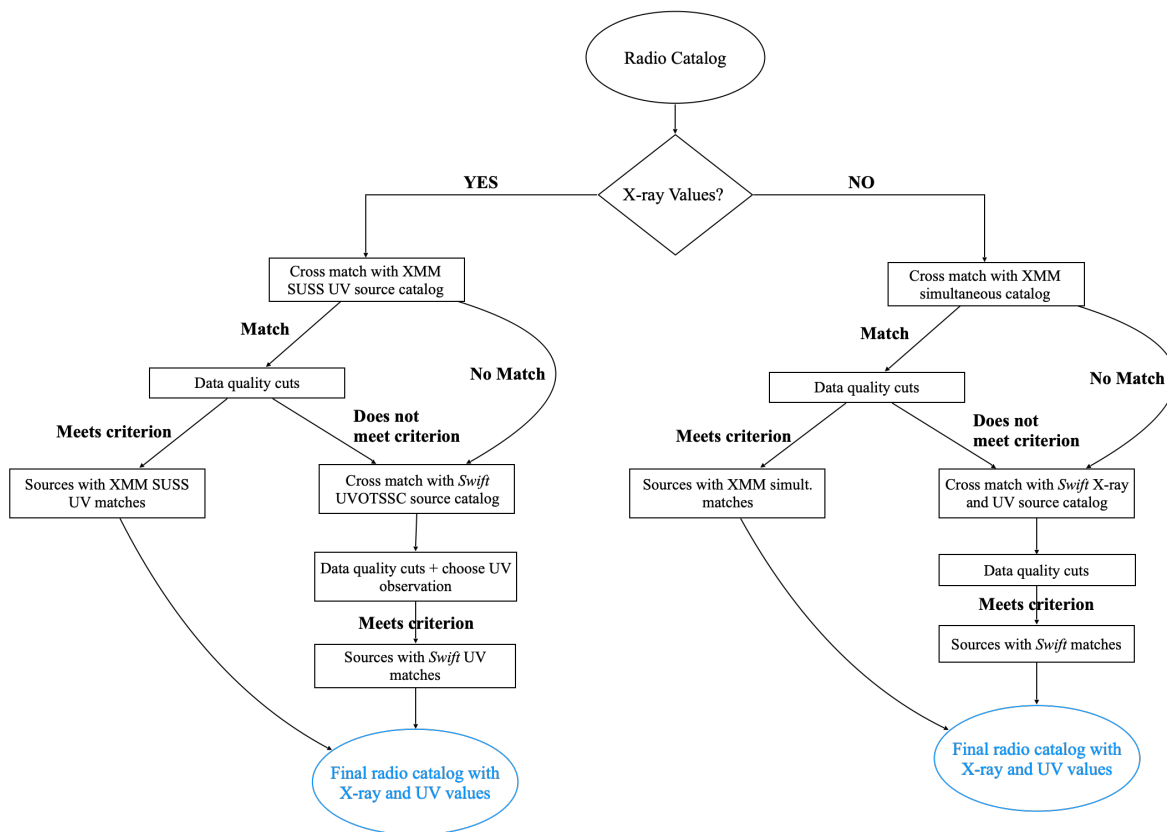 Radio Catalog
X-ray Values?
YES
NO
Cross match with XMM
SUSS UV source catalog
Match
No Match
Data quality cuts
Meets criterion
Does not
meet criterion
Sources with XMM SUSS
UV matches
Cross match with Swift
UVOTSSC source catalog
Data quality cuts + choose UV
observation
Meets criterion
Sources with Swift UV
matches
Final radio catalog with
X-ray and UV values
Cross match with XMM
simultaneous catalog
Match
No Match
Data quality cuts
Meets criterion
Does not
meet criterion
Sources with XMM simult.
matches
Cross match with Swift X-ray
and UV source catalog
Data quality cuts
Meets criterion
Sources with Swift matches
Final radio catalog with
X-ray and UV values